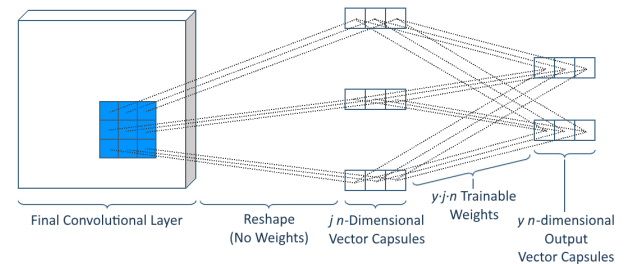 Final Convolutional Layer
Reshape
(No Weights)
j n-Dimensional
Vector Capsules
y·j·n Trainable
Weights
y n-dimensional
Output
Vector Capsules